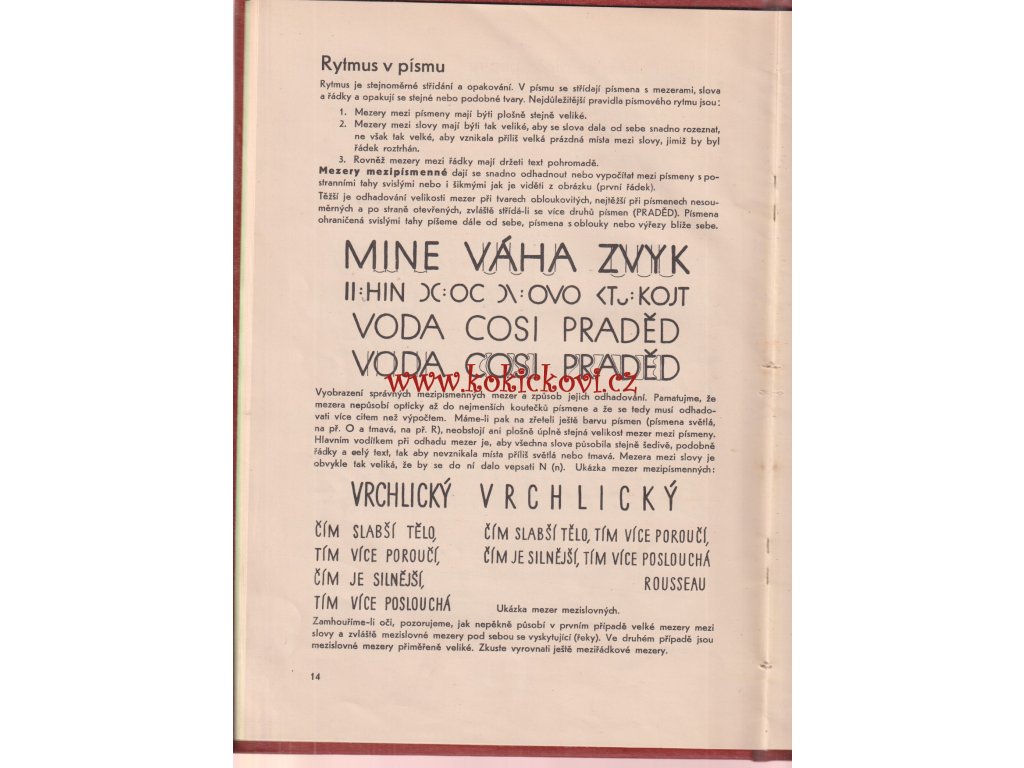 Rytmus v písmu
Rytmus je stejnoměrné střídání a opakování. V písmu se střídají písmena s mezerami, slova
a řádky a opakují se stejné nebo podobné tvary. Nejdůležitější pravidla písmového rytmu jsou:
1. Mezery mezi písmeny mají býti plošně stejně veliké.
2. Mezery mezi slovy mají býti tak veliké, aby se slova dala od sebe snadno rozeznat,
ne však tak velké, aby vznikala příliš velká prázdná místa mezi slovy, jimiž by byl
řádek roztrhán.
3. Rovněž mezery mezi řádky mají držeti text pohromadě.
Mezery mezipísmenné dají se snadno odhadnout nebo vypočítat mezi písmeny s po-
stranními tahy svislými nebo i šikmými jak je viděti z obrázku (první řádek).
Těžší je odhadování velikosti mezer při tvarech obloukovitých, nejtěžší při písmenech nesou-
měrných a po straně otevřených, zvláště střídá-li se více druhů písmen (PRADĚD). Písmena
ohraničená svislými tahy píšeme dále od sebe, písmena s oblouky nebo výřezy blíže sebe.
MINE VÁHA ZVYK
II:HIN )(:OC )\:OVO <T∪:KOJT
VODA COSI PRADĚD
VODA COSI PRADĚD
www.kokickovi.cz
Vyobrazení správných mezipísmenných mezer a způsob jejich odhadování. Pamatujme, že
mezera nepůsobí opticky až do nejmenších koutečků písmene a že se tedy musí odhado-
vati více citem než výpočtem. Máme-li pak na zřeteli ještě barvu písmen (písmena světlá,
na př. O a tmavá, na př. R), neobstojí ani plošně úplně stejná velikost mezer mezi písmeny.
Hlavním vodítkem při odhadu mezer je, aby všechna slova působila stejně šedivě, podobně
řádky a celý text, tak aby nevznikala místa příliš světlá nebo tmavá. Mezera mezi slovy je
obvykle tak veliká, že by se do ní dalo vepsati N (n). Ukázka mezer mezipísmenných:
VRCHLICKÝ VRCHLICKÝ
ČÍM SLABŠÍ TĚLO,
TÍM VÍCE POROUČÍ,
ČÍM JE SILNĚJŠÍ,
TÍM VÍCE POSLOUCHÁ
ČÍM SLABŠÍ TĚLO, TÍM VÍCE POROUČÍ,
ČÍM JE SILNĚJŠÍ, TÍM VÍCE POSLOUCHÁ
ROUSSEAU
Ukázka mezer mezislovných.
Zamhouříme-li oči, pozorujeme, jak nepěkně působí v prvním případě velké mezery mezi
slovy a zvláště mezislovné mezery pod sebou se vyskytující (řeky). Ve druhém případě jsou
mezislovné mezery přiměřeně veliké. Zkuste vyrovnati ještě meziřádkové mezery.
14